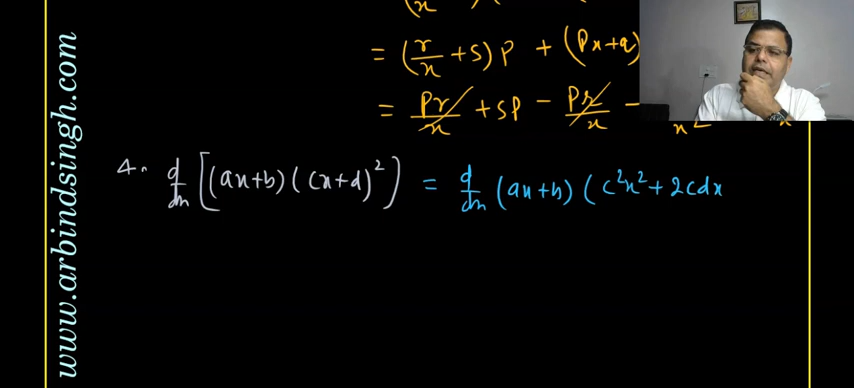 = (r/x + s) P + (Px+q)
= Pr/x + sp - Pr/x -
4. d/dx [(ax+b) (cx+d)²] = d/dx (ax+b) (c²x² + 2cdx
www.arbindsingh.com